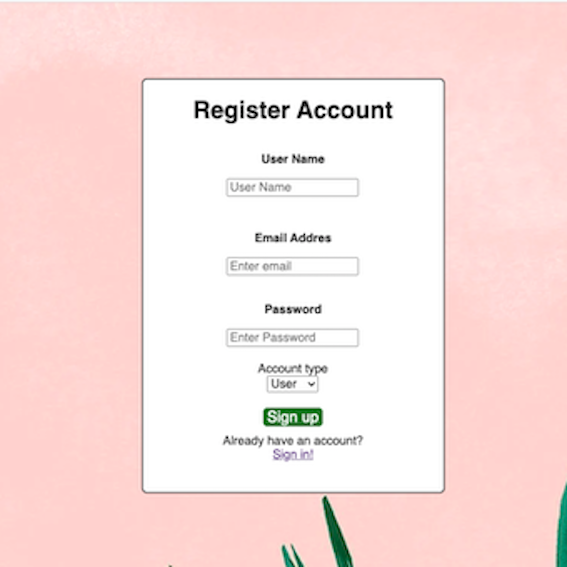 Register Account
User Name
User Name
Email Addres
Enter email
Password
Enter Password
Account type
User
Sign up
Already have an account?
Sign in!